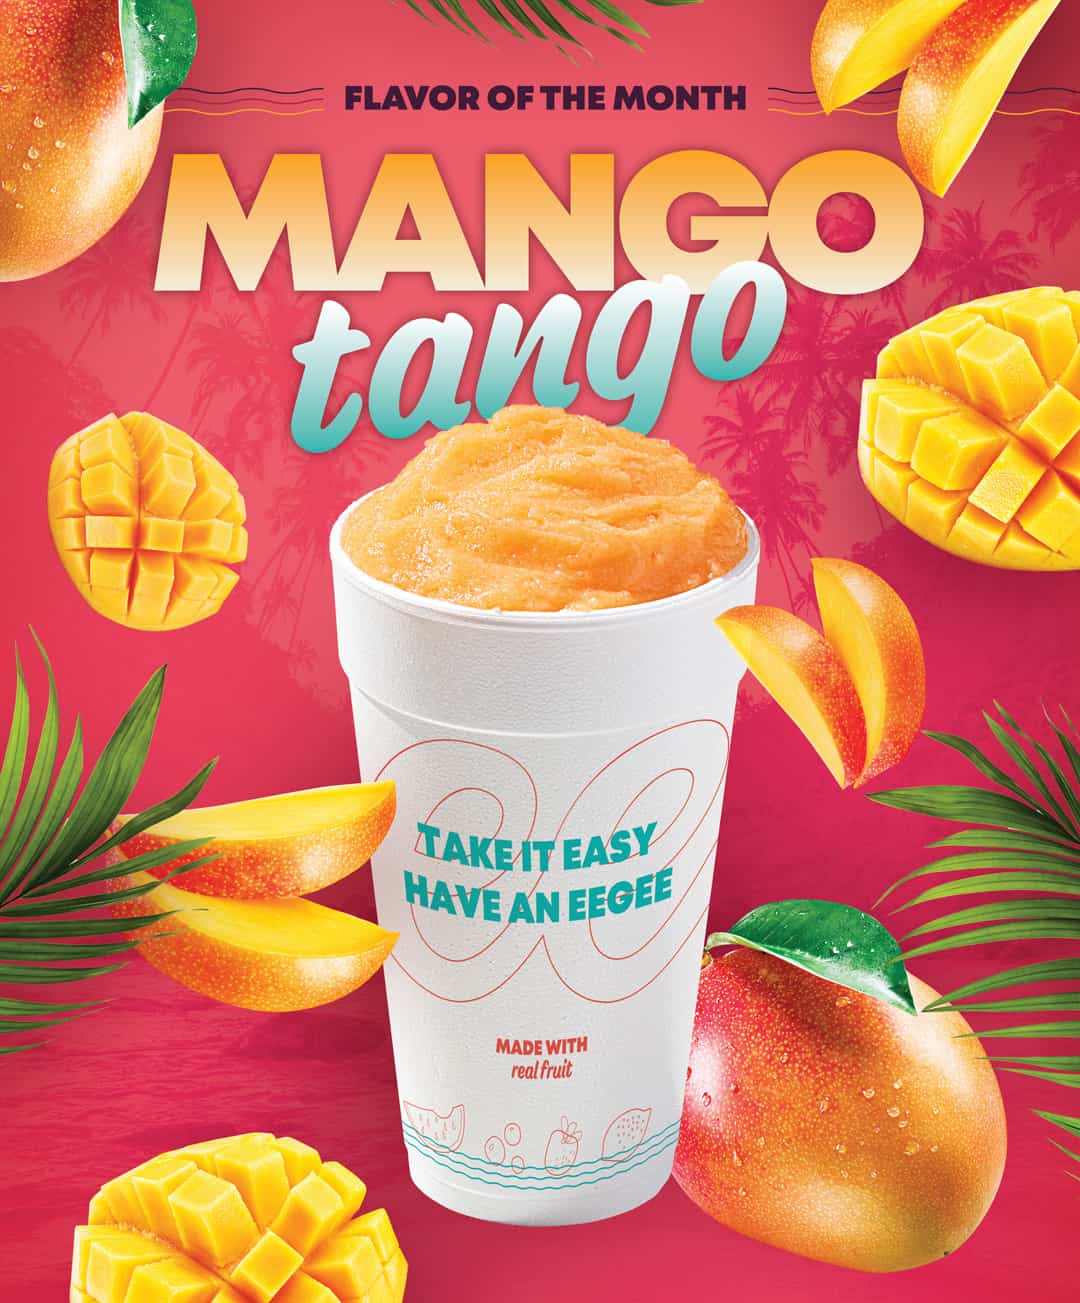 FLAVOR OF THE MONTH
MANGO
tango
TAKE IT EASY
HAVE AN EEGEE
MADE WITH
real fruit